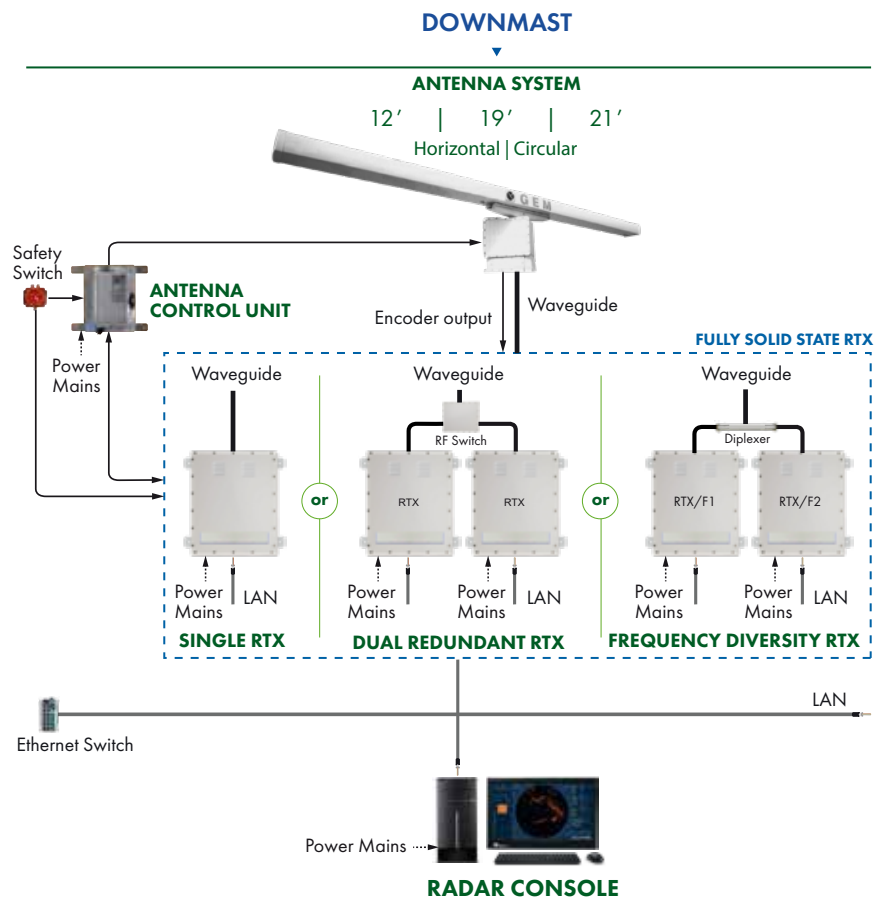 DOWNMAST
ANTENNA SYSTEM
12’ | 19’ | 21’
Horizontal | Circular
GEM
Safety
Switch
ANTENNA
CONTROL UNIT
Power
Mains
Encoder output
Waveguide
FULLY SOLID STATE RTX
Waveguide
Waveguide
Waveguide
RF Switch
Diplexer
or
RTX
RTX
or
RTX/F1
RTX/F2
Power
Mains
LAN
Power
Mains
Power
Mains
LAN
Power
Mains
Power
Mains
LAN
SINGLE RTX
DUAL REDUNDANT RTX
FREQUENCY DIVERSITY RTX
LAN
Ethernet Switch
Power Mains
RADAR CONSOLE